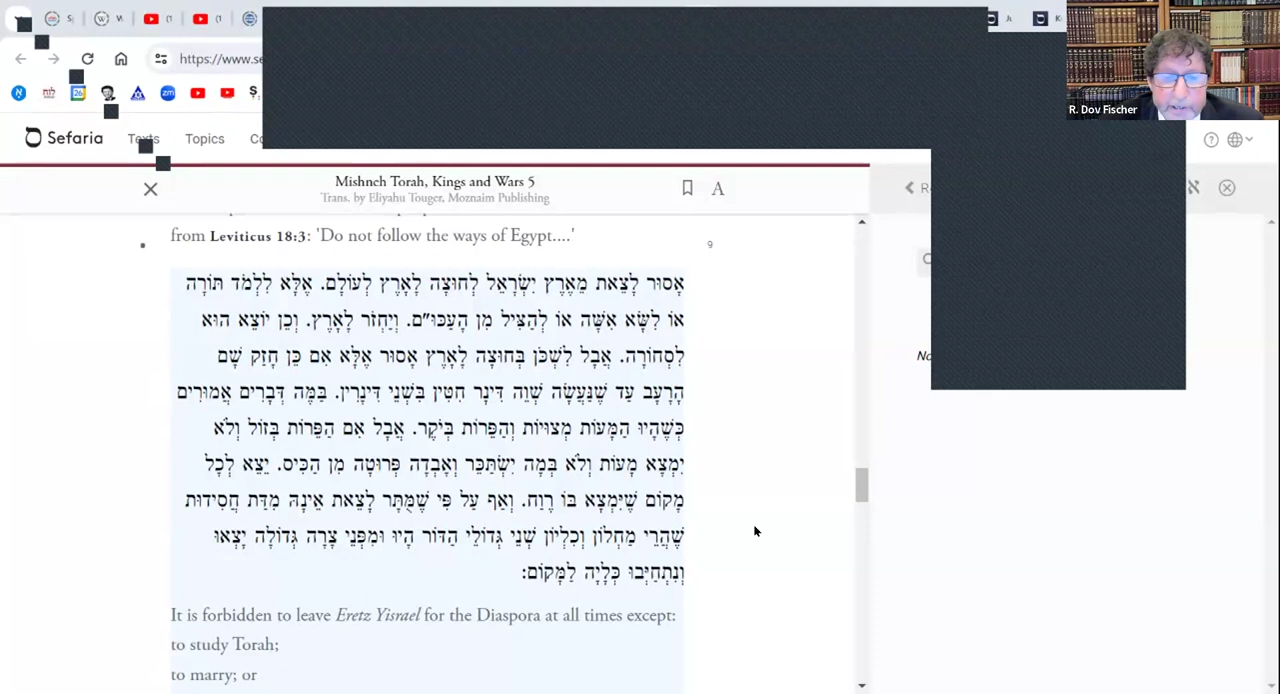 https://www.se
R. Dov Fischer
Sefaria
Texts
Topics
Mishneh Torah, Kings and Wars 5
Trans. by Eliyahu Touger, Moznaim Publishing
A
from Leviticus 18:3: 'Do not follow the ways of Egypt....'
9
אָסוּר לָצֵאת מֵאֶרֶץ יִשְׂרָאֵל לְחוּצָה לָאָרֶץ לְעוֹלָם. אֶלָּא לִלְמֹד תּוֹרָה
אוֹ לִשָּׂא אִשָּׁה אוֹ לְהַצִּיל מִן הָעַכּוּ״ם. וְיַחֲזֹר לָאָרֶץ. וְכֵן יוֹצֵא הוּא
לִסְחוֹרָה. אֲבָל לִשְׁכֹּן בְּחוּצָה לָאָרֶץ אָסוּר אֶלָּא אִם כֵּן חָזַק שָׁם
הָרָעָב עַד שֶׁנַּעֲשָׂה שְׁוֵה דִּינָר חִטִּין בִּשְׁנֵי דִּינָרִין. בַּמֶּה דְּבָרִים אֲמוּרִים
כְּשֶׁהָיוּ הַמָּעוֹת מְצוּיוֹת וְהַפֵּרוֹת בְּיֹקֶר. אֲבָל אִם הַפֵּרוֹת בְּזוֹל וְלֹא
יִמְצָא מָעוֹת וְלֹא בְּמָה יִשְׂתַּכֵּר וְאָבְדָה פְּרוּטָה מִן הַכִּיס. יֵצֵא לְכָל
מָקוֹם שֶׁיִּמְצָא בּוֹ רֶוַח. וְאַף עַל פִּי שֶׁמֻּתָּר לָצֵאת אֵינָהּ מִדַּת חֲסִידוּת
שֶׁהֲרֵי מַחְלוֹן וְכִלְיוֹן שְׁנֵי גְּדוֹלֵי הַדּוֹר הָיוּ וּמִפְּנֵי צָרָה גְּדוֹלָה יָצְאוּ
וְנִתְחַיְּבוּ כְּלָיָה לַמָּקוֹם:
It is forbidden to leave Eretz Yisrael for the Diaspora at all times except:
to study Torah;
to marry; or